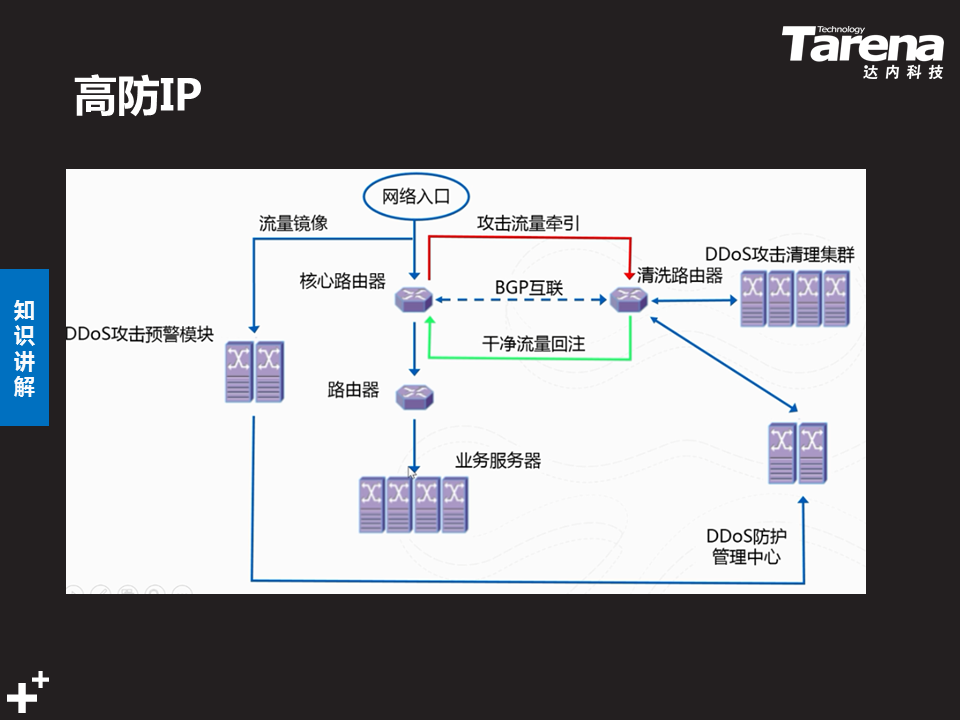 Technology
Tarena
达内科技
高防IP
网络入口
流量镜像
攻击流量牵引
DDoS攻击清理集群
核心路由器
清洗路由器
BGP互联
知识讲解
DDoS攻击预警模块
干净流量回注
路由器
业务服务器
DDoS防护
管理中心